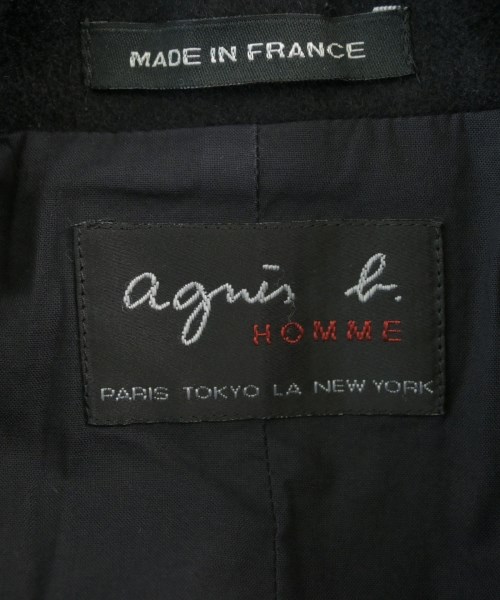 MADE IN FRANCE
agnès b.
HOMME
PARIS TOKYO LA NEW YORK